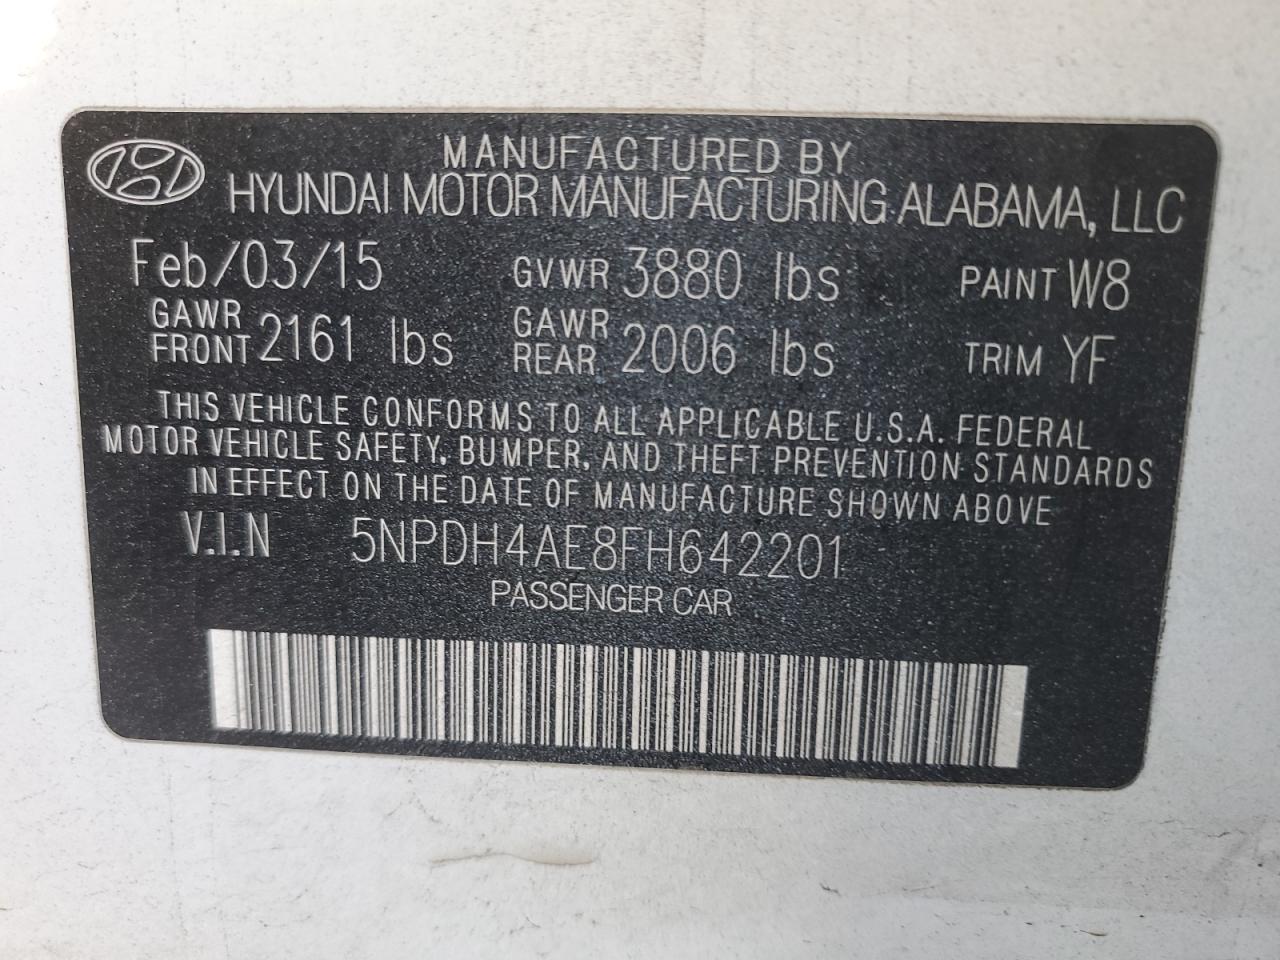 MANUFACTURED BY
HYUNDAI MOTOR MANUFACTURING ALABAMA, LLC
Feb/03/15 GVWR 3880 lbs PAINT W8
GAWR FRONT 2161 lbs GAWR REAR 2006 lbs TRIM YF
THIS VEHICLE CONFORMS TO ALL APPLICABLE U.S.A. FEDERAL
MOTOR VEHICLE SAFETY, BUMPER, AND THEFT PREVENTION STANDARDS
IN EFFECT ON THE DATE OF MANUFACTURE SHOWN ABOVE
V.I.N 5NPDH4AE8FH642201
PASSENGER CAR